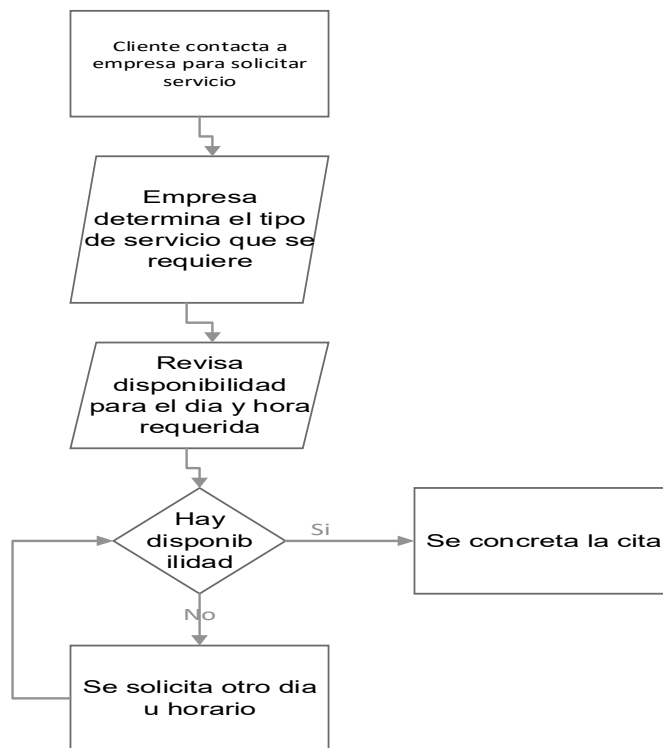 Cliente contacta a
empresa para solicitar
servicio
Empresa
determina el tipo
de servicio que se
requiere
Revisa
disponibilidad
para el dia y hora
requerida
Hay
disponib
ilidad
Si
Se concreta la cita
No
Se solicita otro dia
u horario